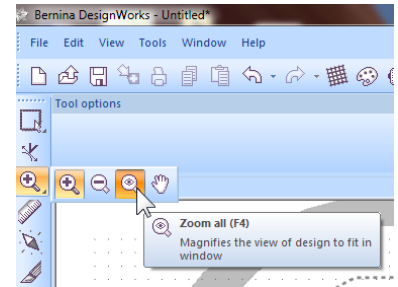 Bernina DesignWorks - Untitled*
File Edit View Tools Window Help
Tool options
Zoom all (F4)
Magnifies the view of design to fit in
window